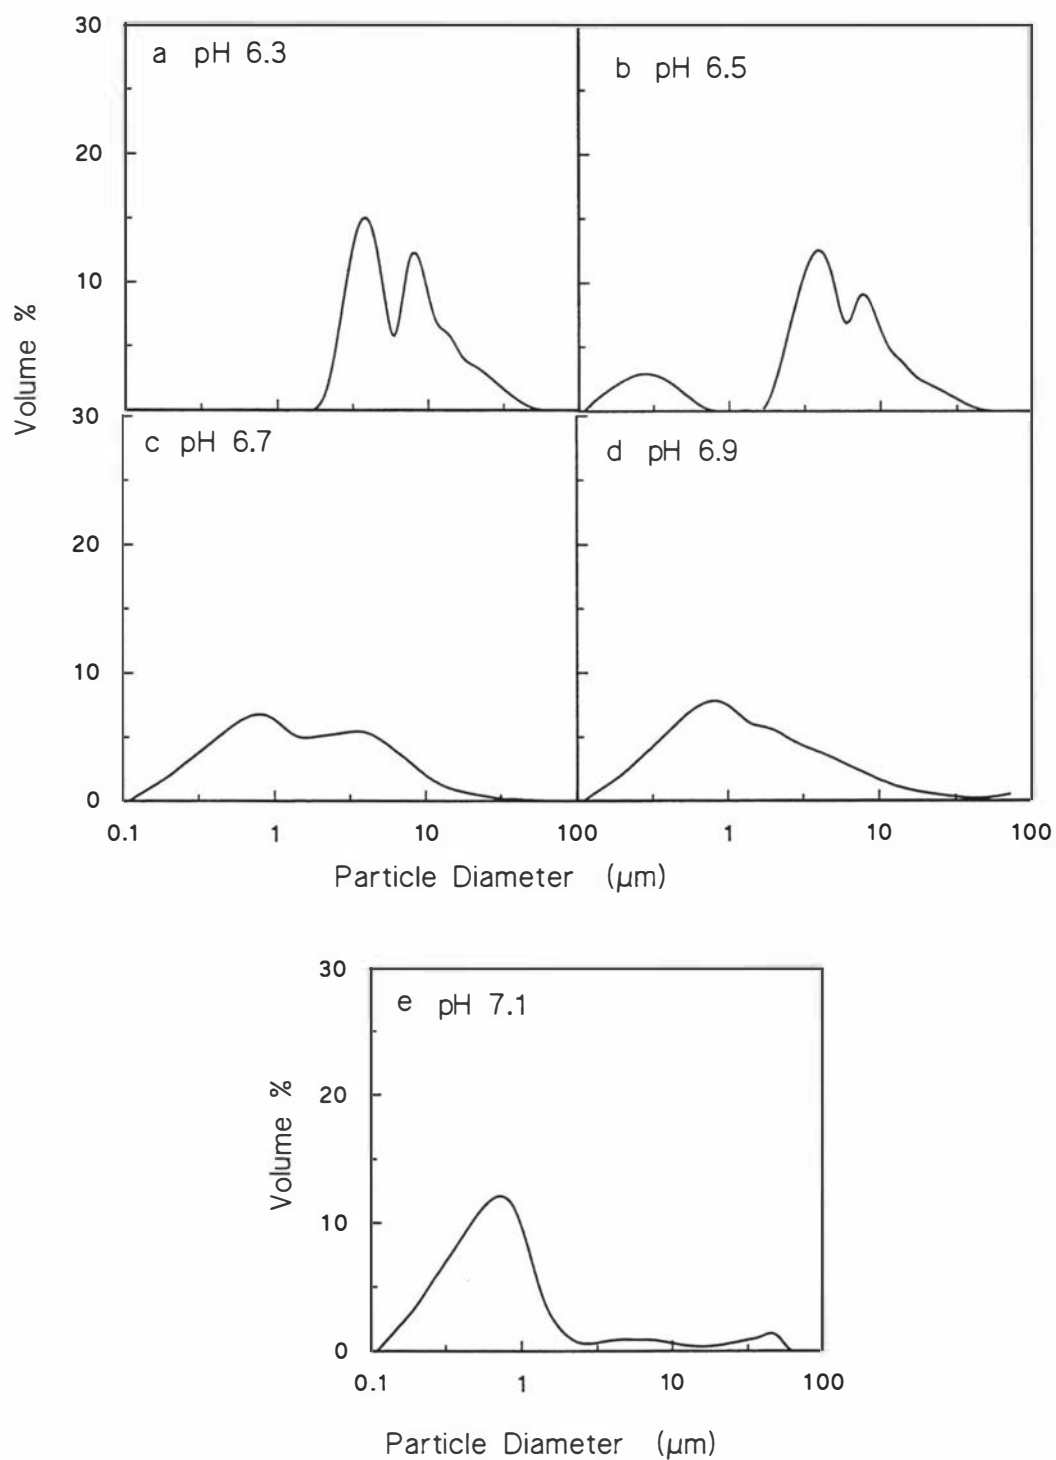 30
a pH 6.3
b pH 6.5
20
10
Volume %
30
c pH 6.7
d pH 6.9
20
10
0
0.1 1 10 100 1 10 100
Particle Diameter (μm)
30
e pH 7.1
20
Volume %
10
0
0.1 1 10 100
Particle Diameter (μm)